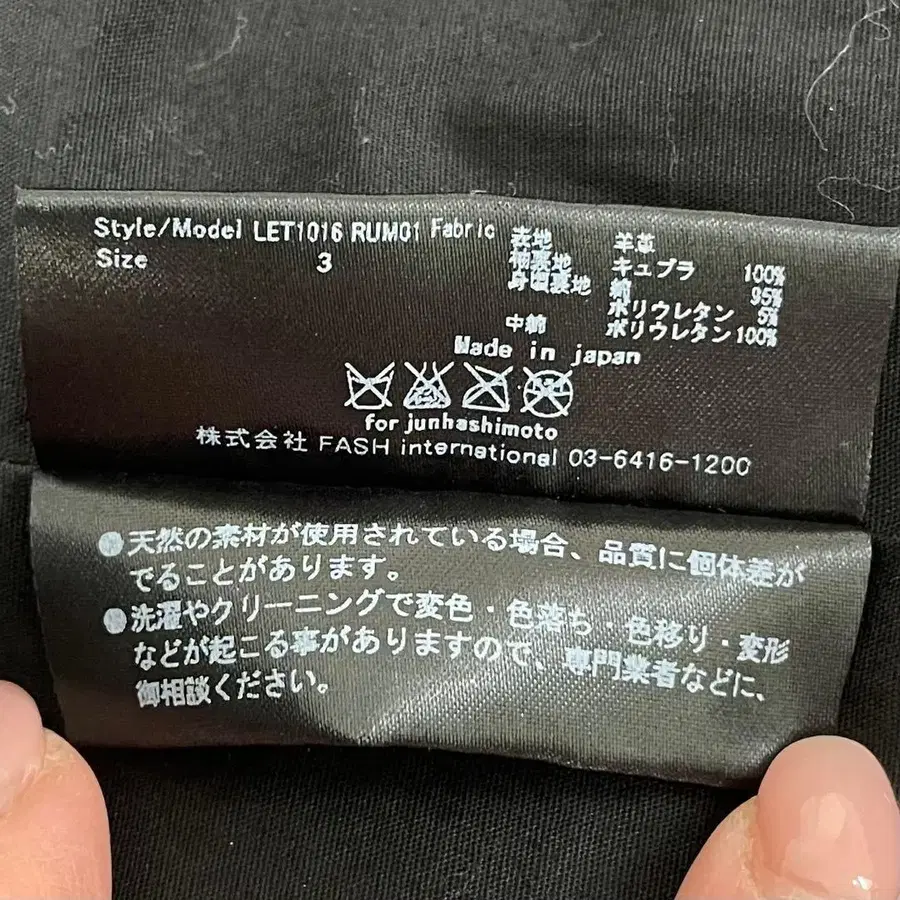 Style/Model LET1016 RUM01 Fabric 表地 羊革
Size 3 袖裏地 キュプラ 100%
身頃裏地 綿 95%
ポリウレタン 5%
中綿 ポリウレタン 100%
Made in japan
for junhashimoto
株式会社 FASH international 03-6416-1200
●天然の素材が使用されている場合、品質に個体差が
でることがあります。
●洗濯やクリーニングで変色・色落ち・色移り・変形
などが起こる事がありますので、専門業者などに、
御相談ください。